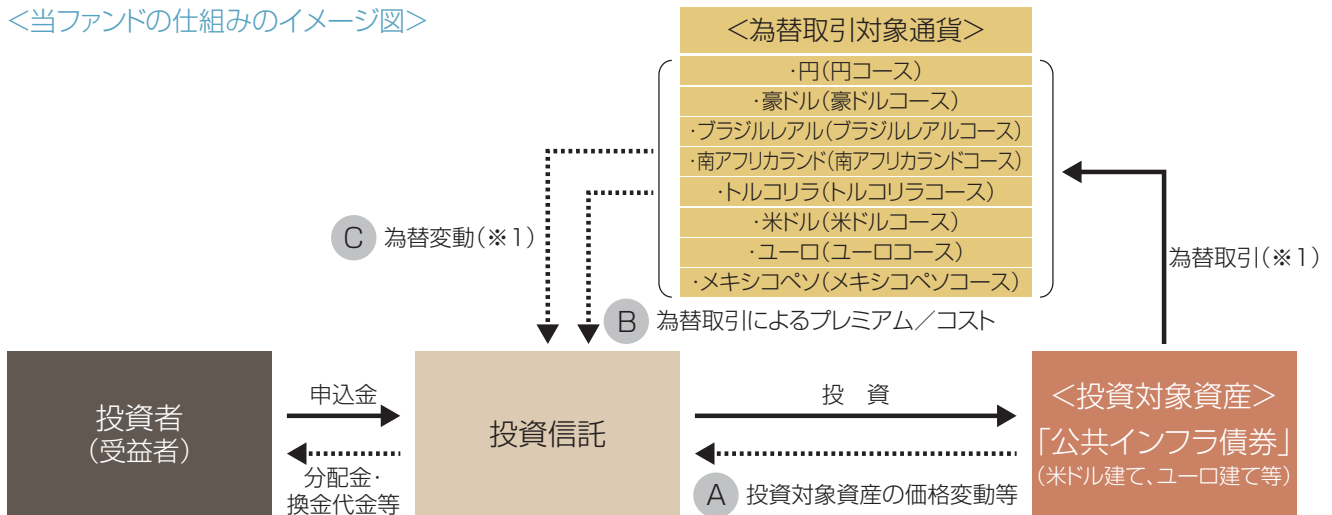 <当ファンドの仕組みのイメージ図>
<為替取引対象通貨>
・円(円コース)
・豪ドル(豪ドルコース)
・ブラジルレアル(ブラジルレアルコース)
・南アフリカランド(南アフリカランドコース)
・トルコリラ(トルコリラコース)
・米ドル(米ドルコース)
・ユーロ(ユーロコース)
・メキシコペソ(メキシコペソコース)
C 為替変動(※1)
為替取引(※1)
B 為替取引によるプレミアム／コスト
投資者
(受益者)
申込金
分配金・
換金代金等
投資信託
投 資
A 投資対象資産の価格変動等
<投資対象資産>
「公共インフラ債券」
(米ドル建て、ユーロ建て等)